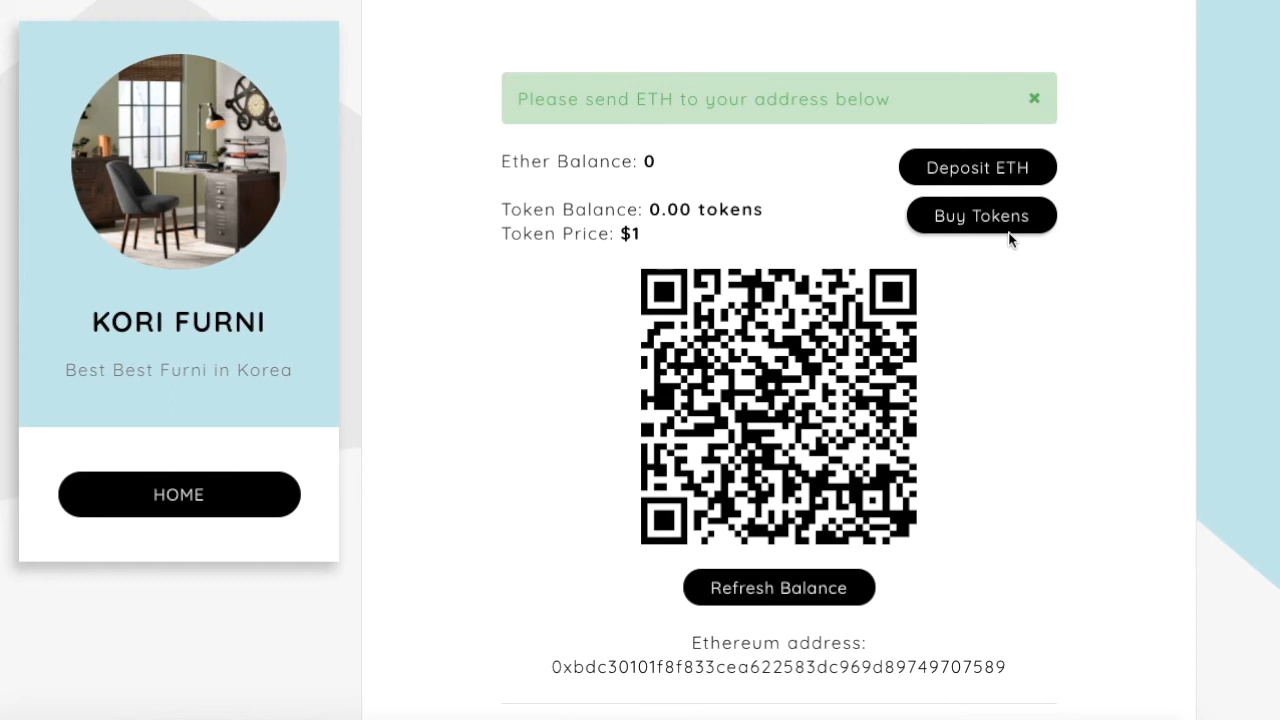 KORI FURNI
Best Best Furni in Korea
HOME
Please send ETH to your address below ×
Ether Balance: 0
Deposit ETH
Token Balance: 0.00 tokens
Buy Tokens
Token Price: $1
Refresh Balance
Ethereum address:
0xbdc30101f8f833cea622583dc969d89749707589